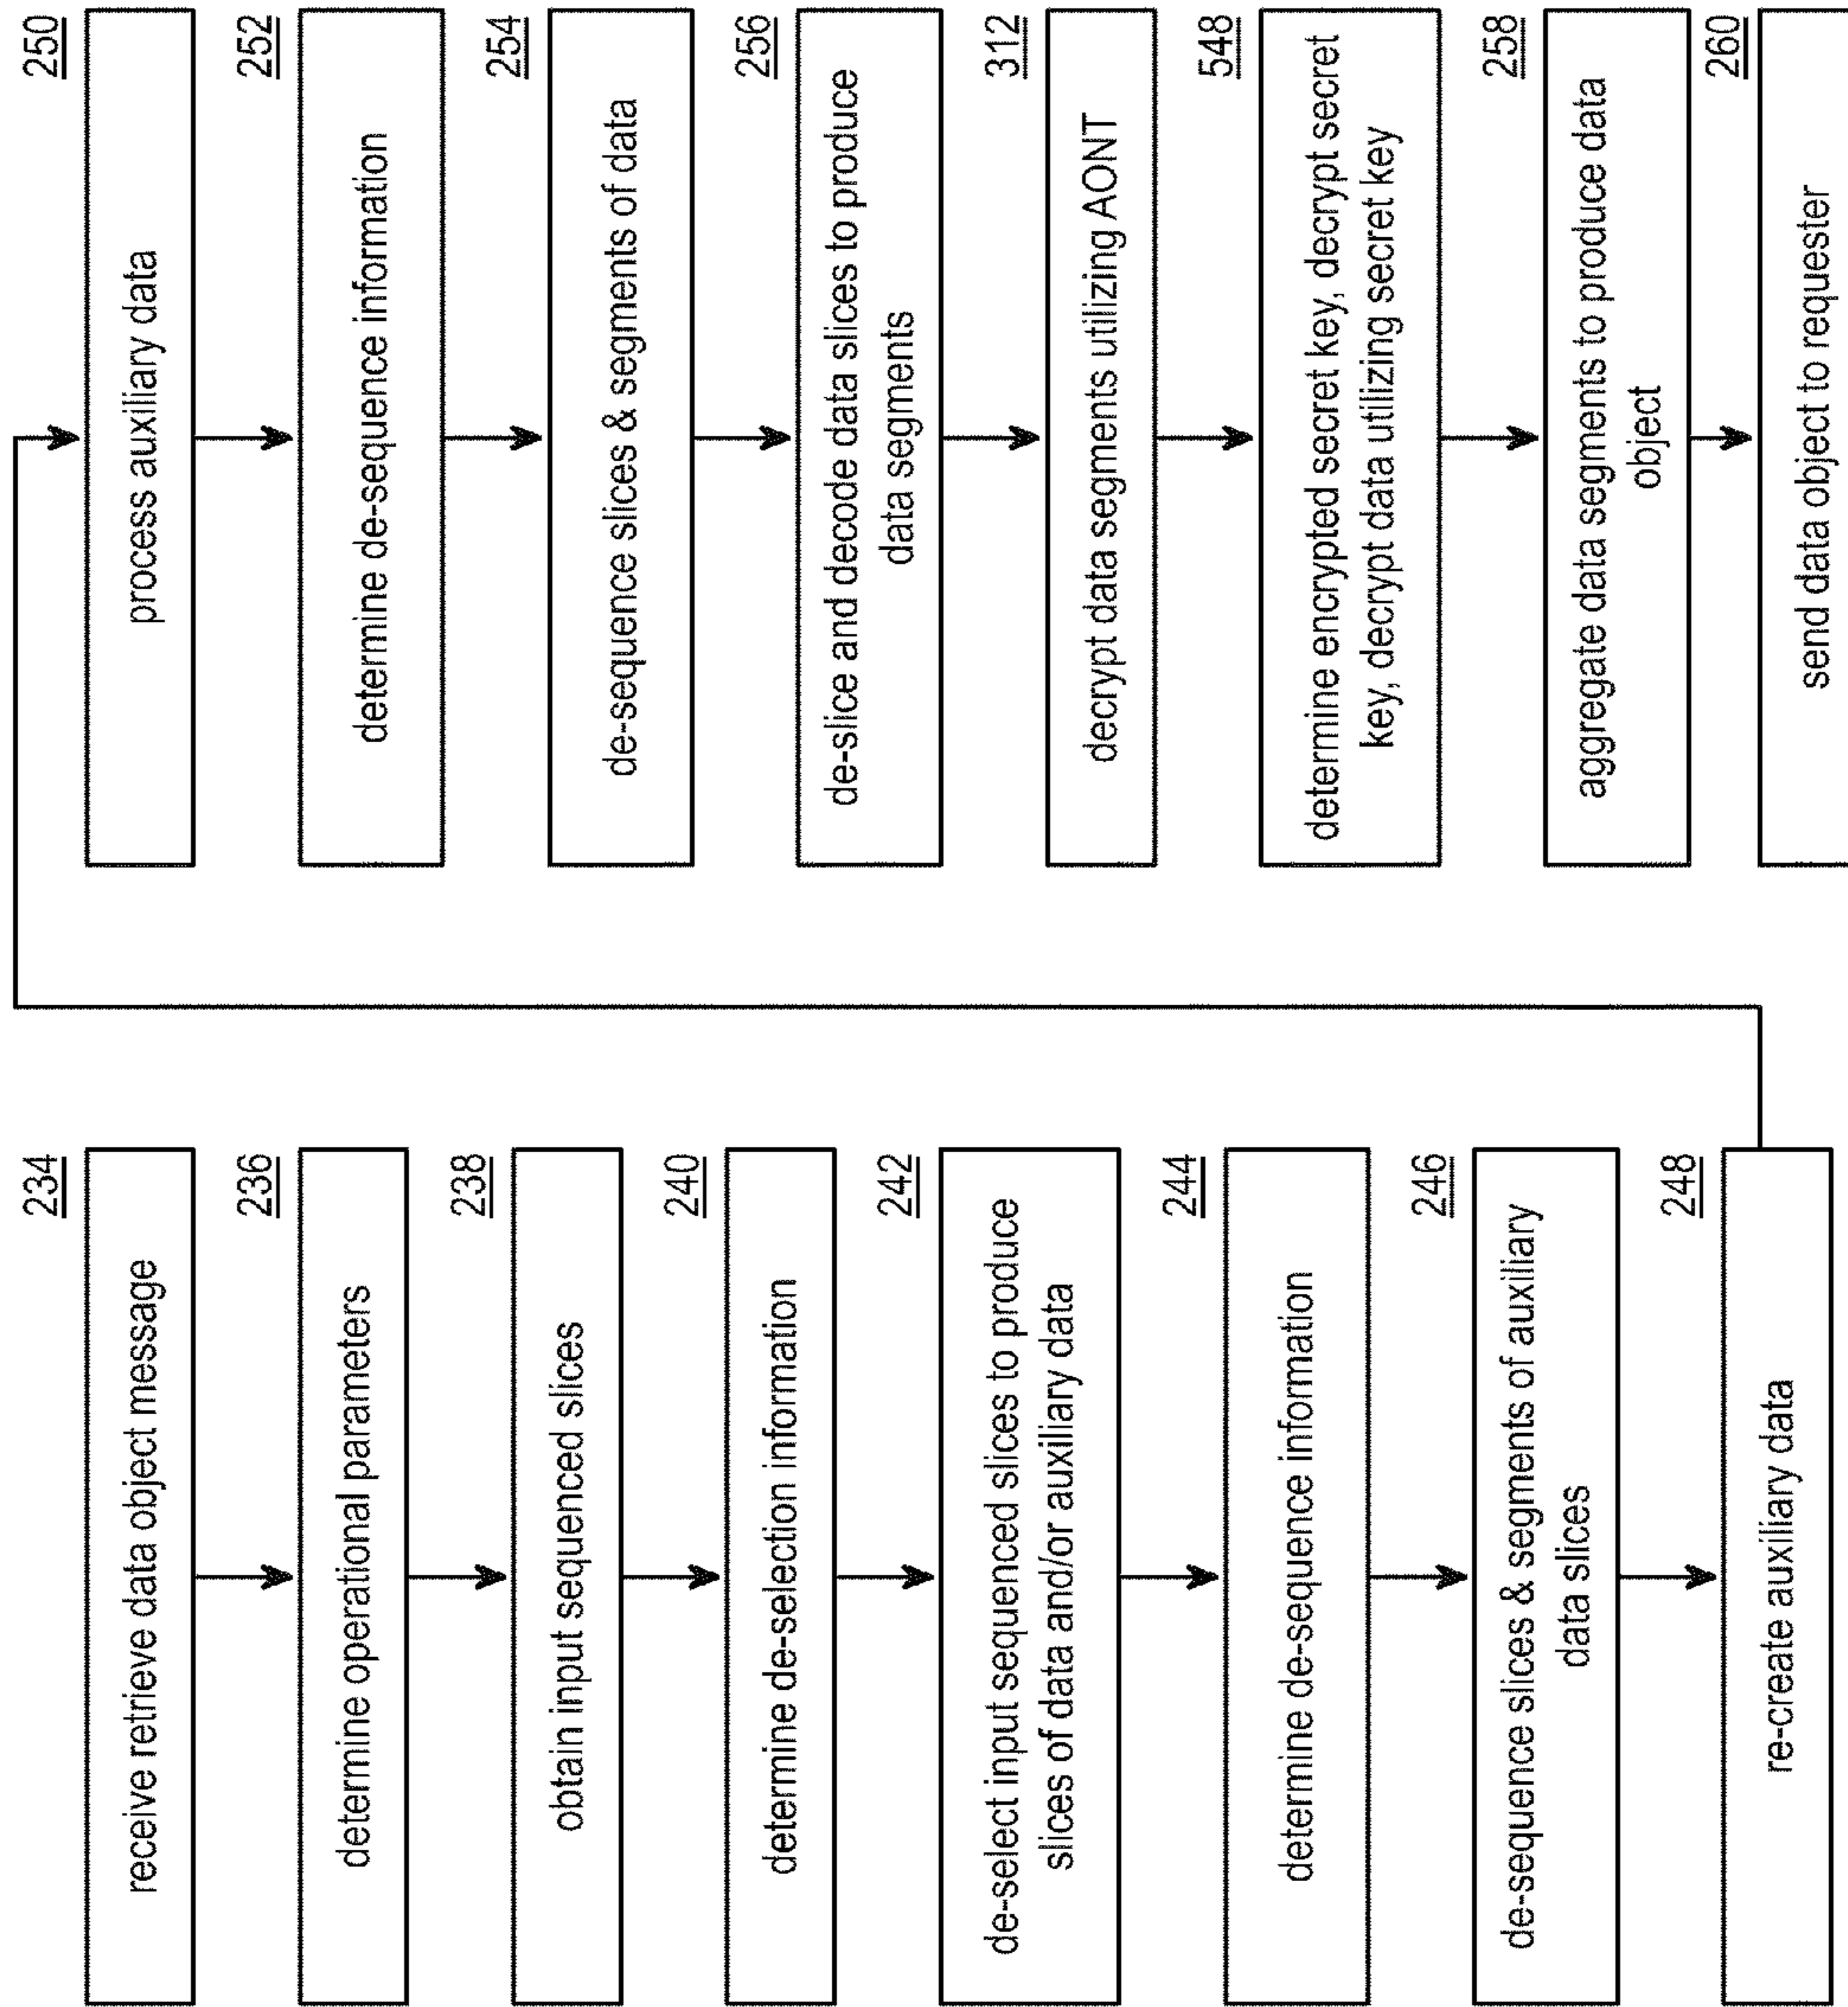 234
receive retrieve data object message
236
determine operational parameters
238
obtain input sequenced slices
240
determine de-selection information
242
de-select input sequenced slices to produce
slices of data and/or auxiliary data
244
determine de-sequence information
246
de-sequence slices & segments of auxiliary
data slices
248
re-create auxiliary data
250
process auxiliary data
252
determine de-sequence information
254
de-sequence slices & segments of data
256
de-slice and decode data slices to produce
data segments
312
decrypt data segments utilizing AONT
548
determine encrypted secret key, decrypt secret
key, decrypt data utilizing secret key
258
aggregate data segments to produce data
object
260
send data object to requester